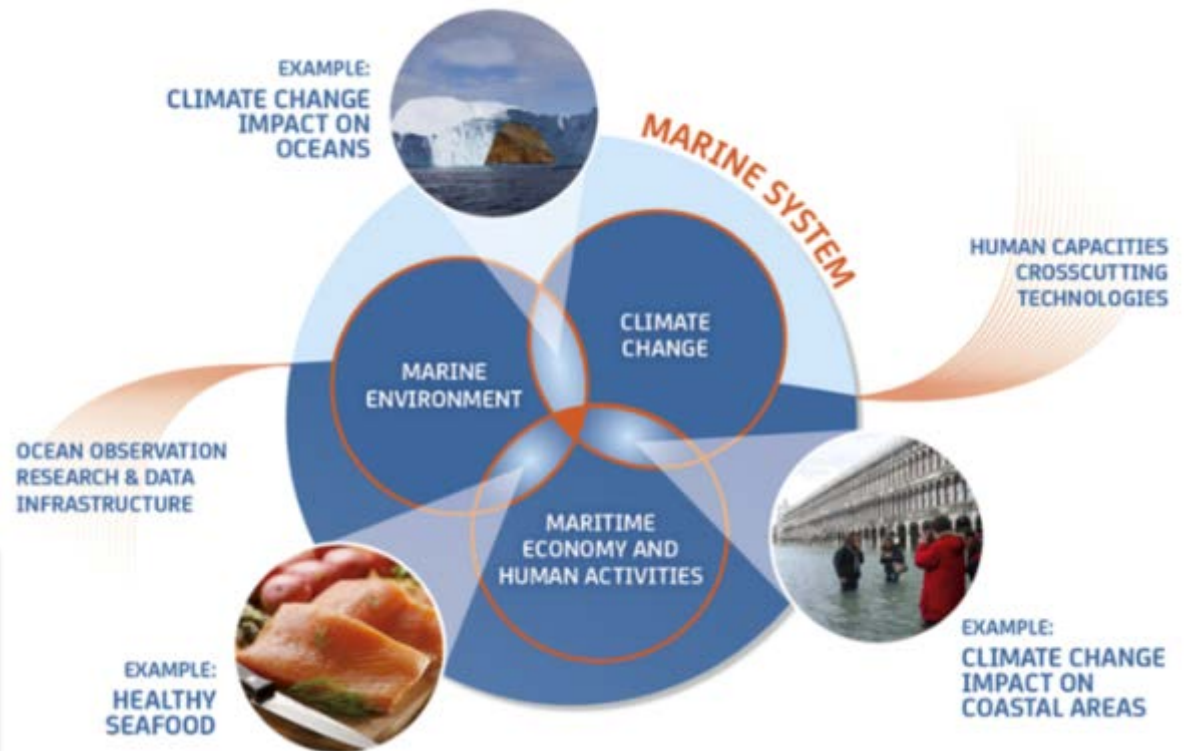 EXAMPLE:
CLIMATE CHANGE
IMPACT ON
OCEANS
MARINE SYSTEM
HUMAN CAPACITIES
CROSSCUTTING
TECHNOLOGIES
CLIMATE
CHANGE
MARINE
ENVIRONMENT
OCEAN OBSERVATION
RESEARCH & DATA
INFRASTRUCTURE
MARITIME
ECONOMY AND
HUMAN ACTIVITIES
EXAMPLE:
HEALTHY
SEAFOOD
EXAMPLE:
CLIMATE CHANGE
IMPACT ON
COASTAL AREAS